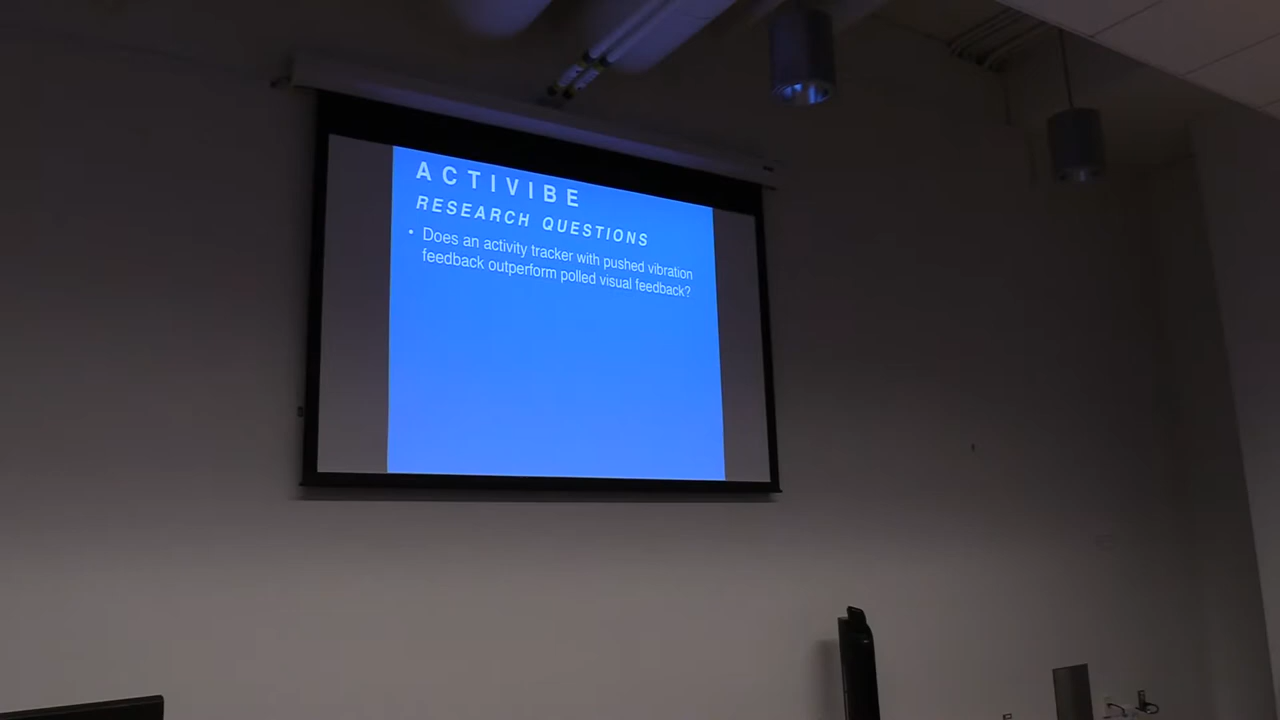 ACTIVIBE
RESEARCH QUESTIONS
• Does an activity tracker with pushed vibration
feedback outperform polled visual feedback?